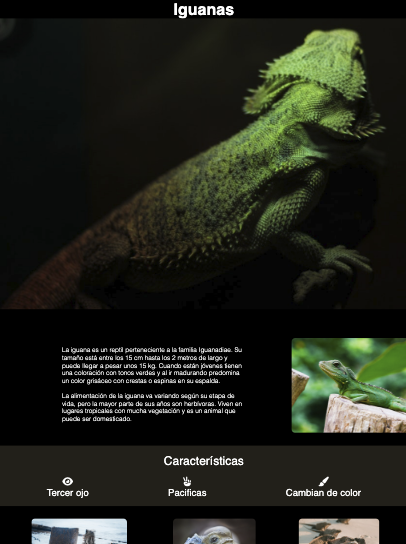 Iguanas
La iguana es un reptil perteneciente a la familia Iguanadiae. Su
tamaño está entre los 15 cm hasta los 2 metros de largo y
puede llegar a pesar unos 15 kg. Cuando están jóvenes tienen
una coloración con tonos verdes y al ir madurando predomina
un color grisáceo con crestas o espinas en su espalda.
La alimentación de la iguana va variando según su etapa de
vida, pero la mayor parte de sus años son herbívoras. Viven en
lugares tropicales con mucha vegetación y es un animal que
puede ser domesticado.
Características
Tercer ojo
Pacificas
Cambian de color